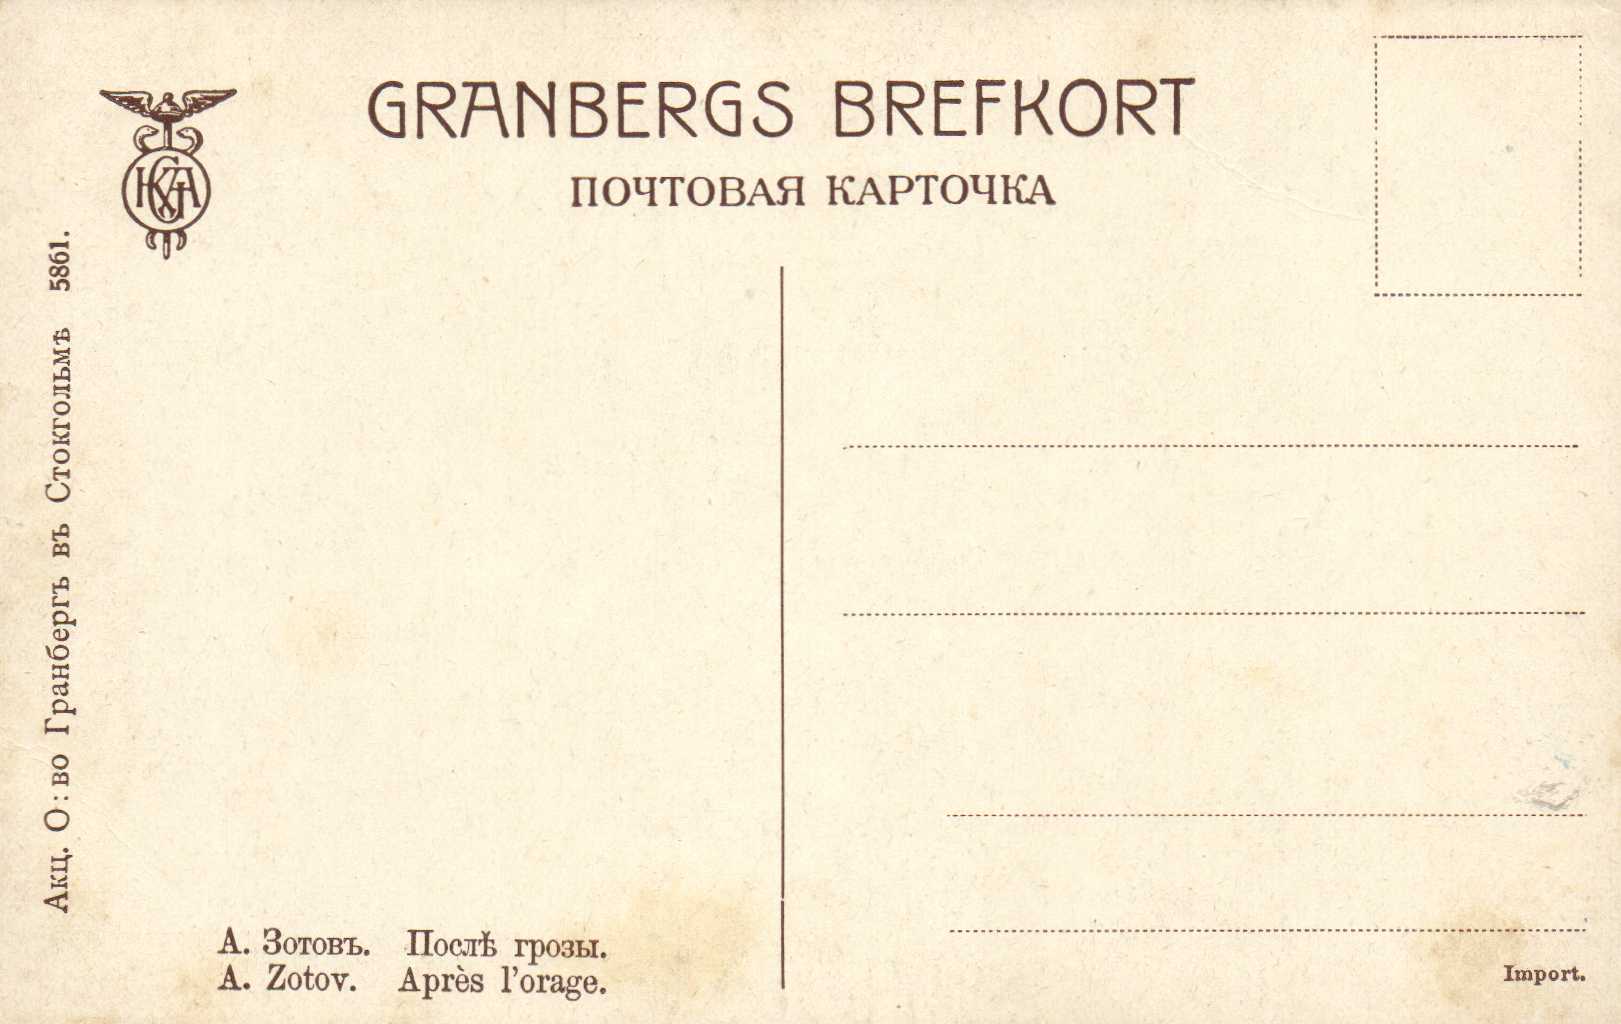 GRANBERGS BREFKORT
ПОЧТОВАЯ КАРТОЧКА
Акц. О:во Гранбергъ въ Стокгольмѣ 5861.
А. Зотовъ. Послѣ грозы.
A. Zotov. Après l'orage.
Import.